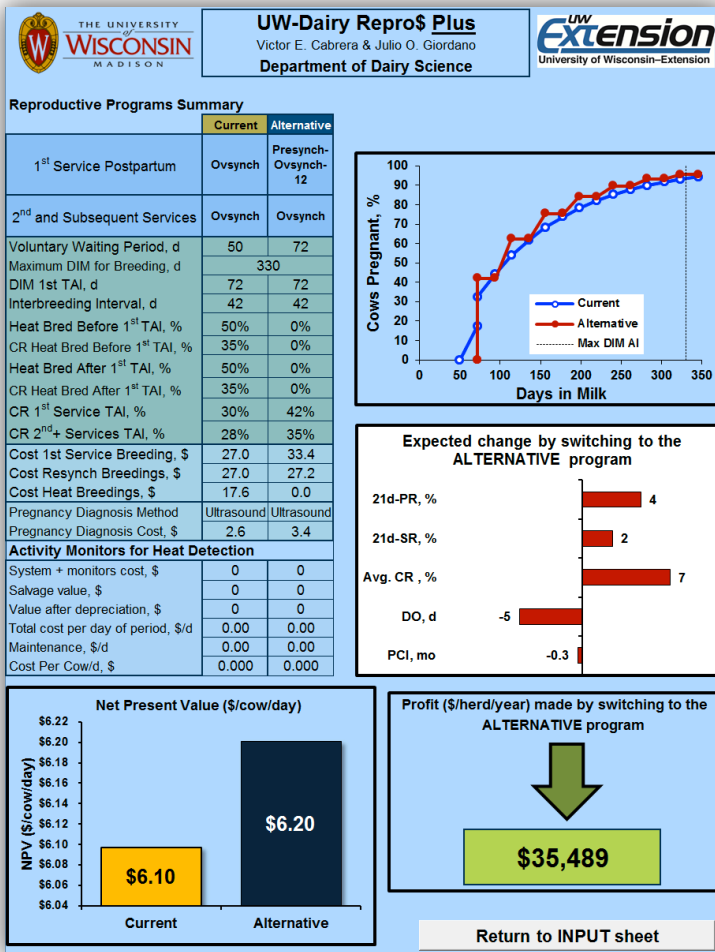 THE UNIVERSITY
of
WISCONSIN
MADISON
UW-Dairy Repro$ Plus
Victor E. Cabrera & Julio O. Giordano
Department of Dairy Science
UW
Extension
University of Wisconsin–Extension
Reproductive Programs Summary
Current Alternative
1st Service Postpartum Ovsynch Presynch-
Ovsynch-
12
2nd and Subsequent Services Ovsynch Ovsynch
Voluntary Waiting Period, d 50 72
Maximum DIM for Breeding, d 330
DIM 1st TAI, d 72 72
Interbreeding Interval, d 42 42
Heat Bred Before 1st TAI, % 50% 0%
CR Heat Bred Before 1st TAI, % 35% 0%
Heat Bred After 1st TAI, % 50% 0%
CR Heat Bred After 1st TAI, % 35% 0%
CR 1st Service TAI, % 30% 42%
CR 2nd+ Services TAI, % 28% 35%
Cost 1st Service Breeding, $ 27.0 33.4
Cost Resynch Breedings, $ 27.0 27.2
Cost Heat Breedings, $ 17.6 0.0
Pregnancy Diagnosis Method Ultrasound Ultrasound
Pregnancy Diagnosis Cost, $ 2.6 3.4
Activity Monitors for Heat Detection
System + monitors cost, $ 0 0
Salvage value, $ 0 0
Value after depreciation, $ 0 0
Total cost per day of period, $/d 0.00 0.00
Maintenance, $/d 0.00 0.00
Cost Per Cow/d, $ 0.000 0.000
Cows Pregnant, %
100
90
80
70
60
50
40
30
20
10
0
Current
Alternative
Max DIM AI
0 50 100 150 200 250 300 350
Days in Milk
Expected change by switching to the
ALTERNATIVE program
21d-PR, % 4
21d-SR, % 2
Avg. CR , % 7
DO, d -5
PCI, mo -0.3
Net Present Value ($/cow/day)
NPV ($/cow/day)
$6.22
$6.20
$6.18
$6.16
$6.14
$6.12
$6.10
$6.08
$6.06
$6.04
$6.10
$6.20
Current Alternative
Profit ($/herd/year) made by switching to the
ALTERNATIVE program
$35,489
Return to INPUT sheet